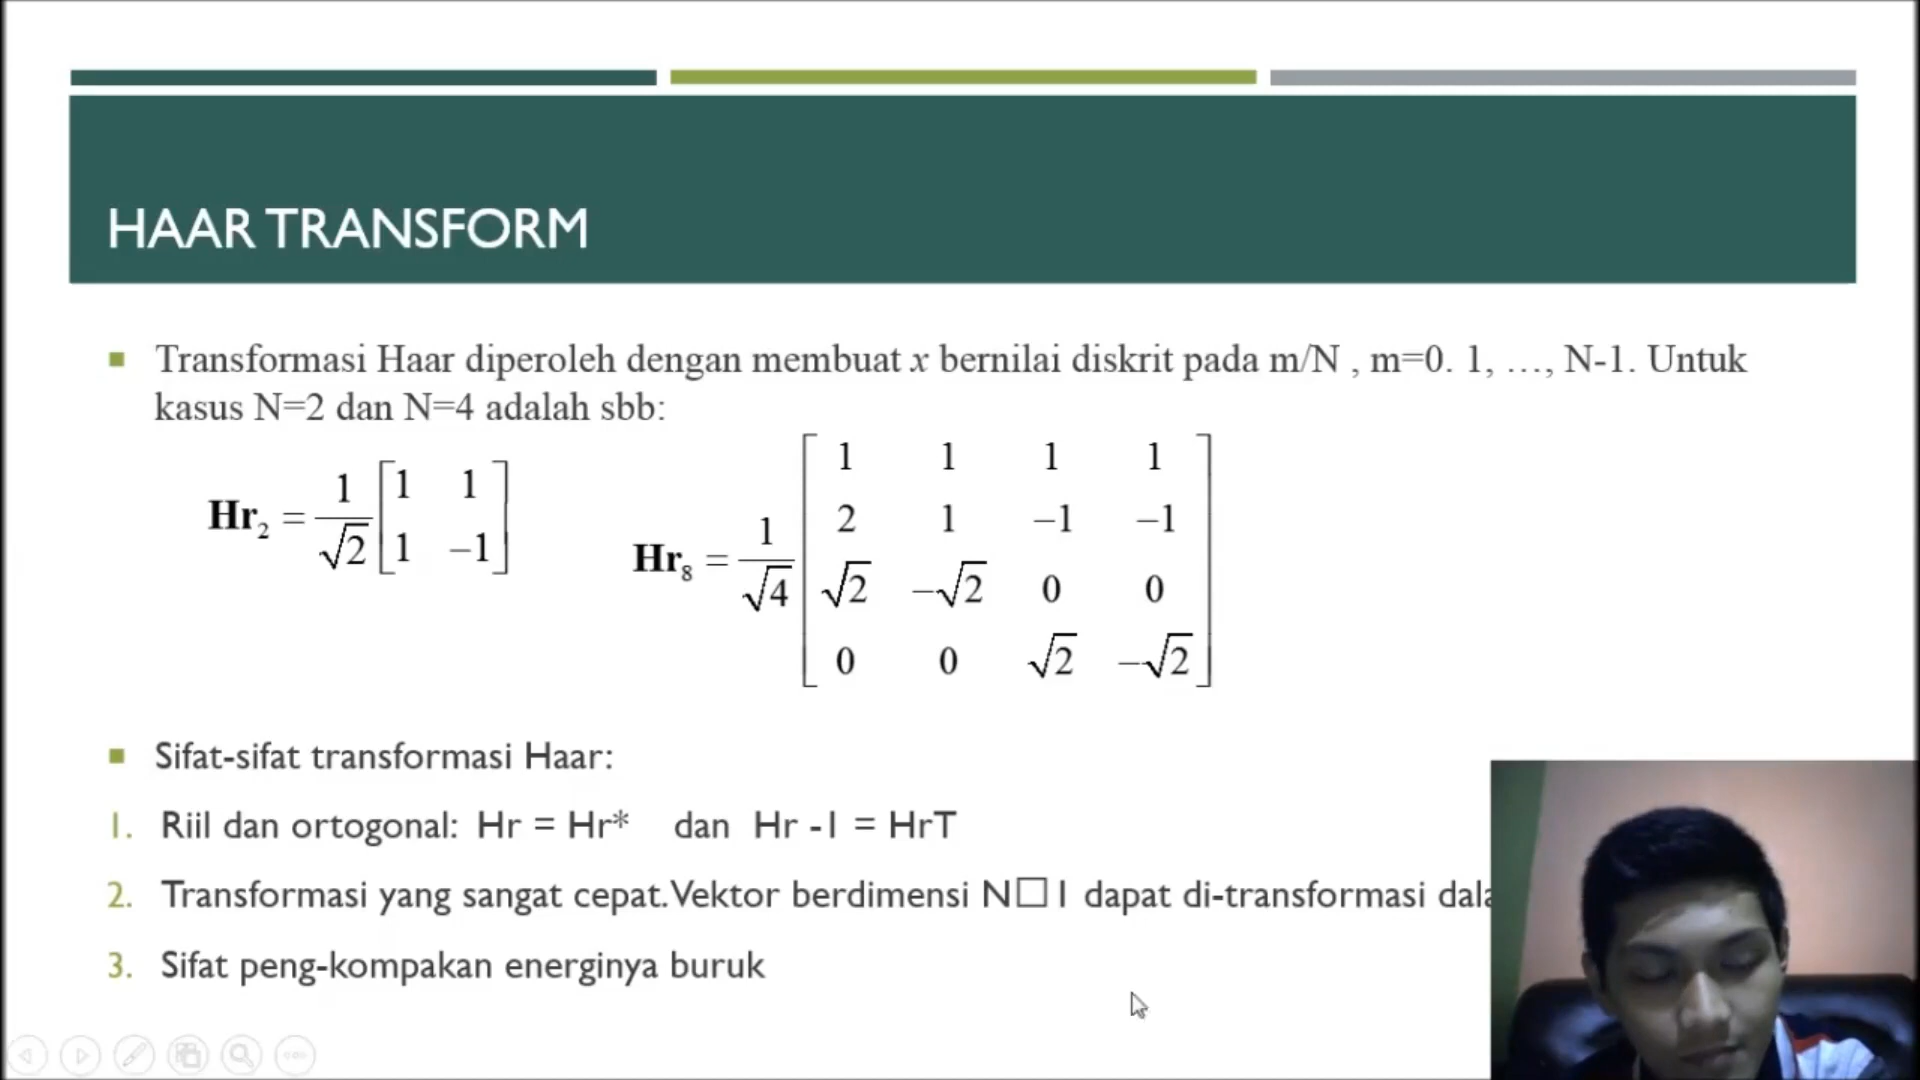 HAAR TRANSFORM
Transformasi Haar diperoleh dengan membuat x bernilai diskrit pada m/N , m=0. 1, …, N-1. Untuk
kasus N=2 dan N=4 adalah sbb:
Hr₂ = 1/√2 [1 1; 1 −1]
Hr₈ = 1/√4 [1 1 1 1; 2 1 −1 −1; √2 −√2 0 0; 0 0 √2 −√2]
Sifat-sifat transformasi Haar:
1. Riil dan ortogonal: Hr = Hr* dan Hr -1 = HrT
2. Transformasi yang sangat cepat. Vektor berdimensi N□1 dapat di-transformasi
3. Sifat peng-kompakan energinya buruk